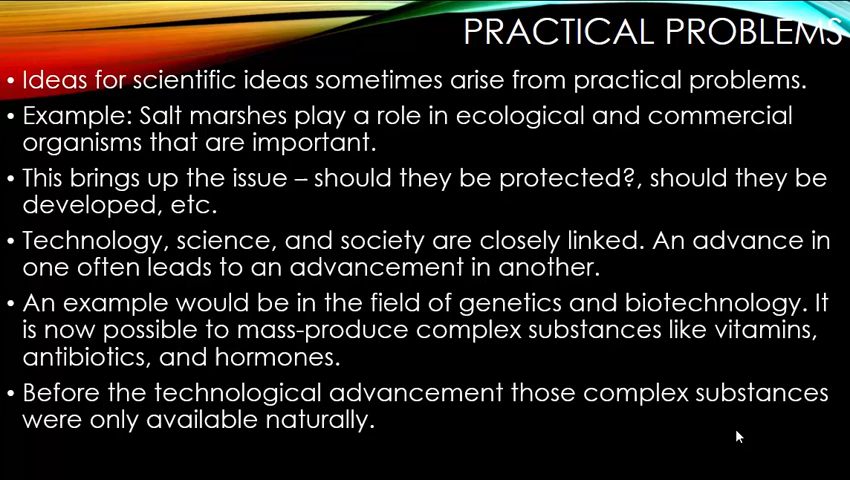 PRACTICAL PROBLEMS
• Ideas for scientific ideas sometimes arise from practical problems.
• Example: Salt marshes play a role in ecological and commercial
organisms that are important.
• This brings up the issue – should they be protected?, should they be
developed, etc.
• Technology, science, and society are closely linked. An advance in
one often leads to an advancement in another.
• An example would be in the field of genetics and biotechnology. It
is now possible to mass-produce complex substances like vitamins,
antibiotics, and hormones.
• Before the technological advancement those complex substances
were only available naturally.